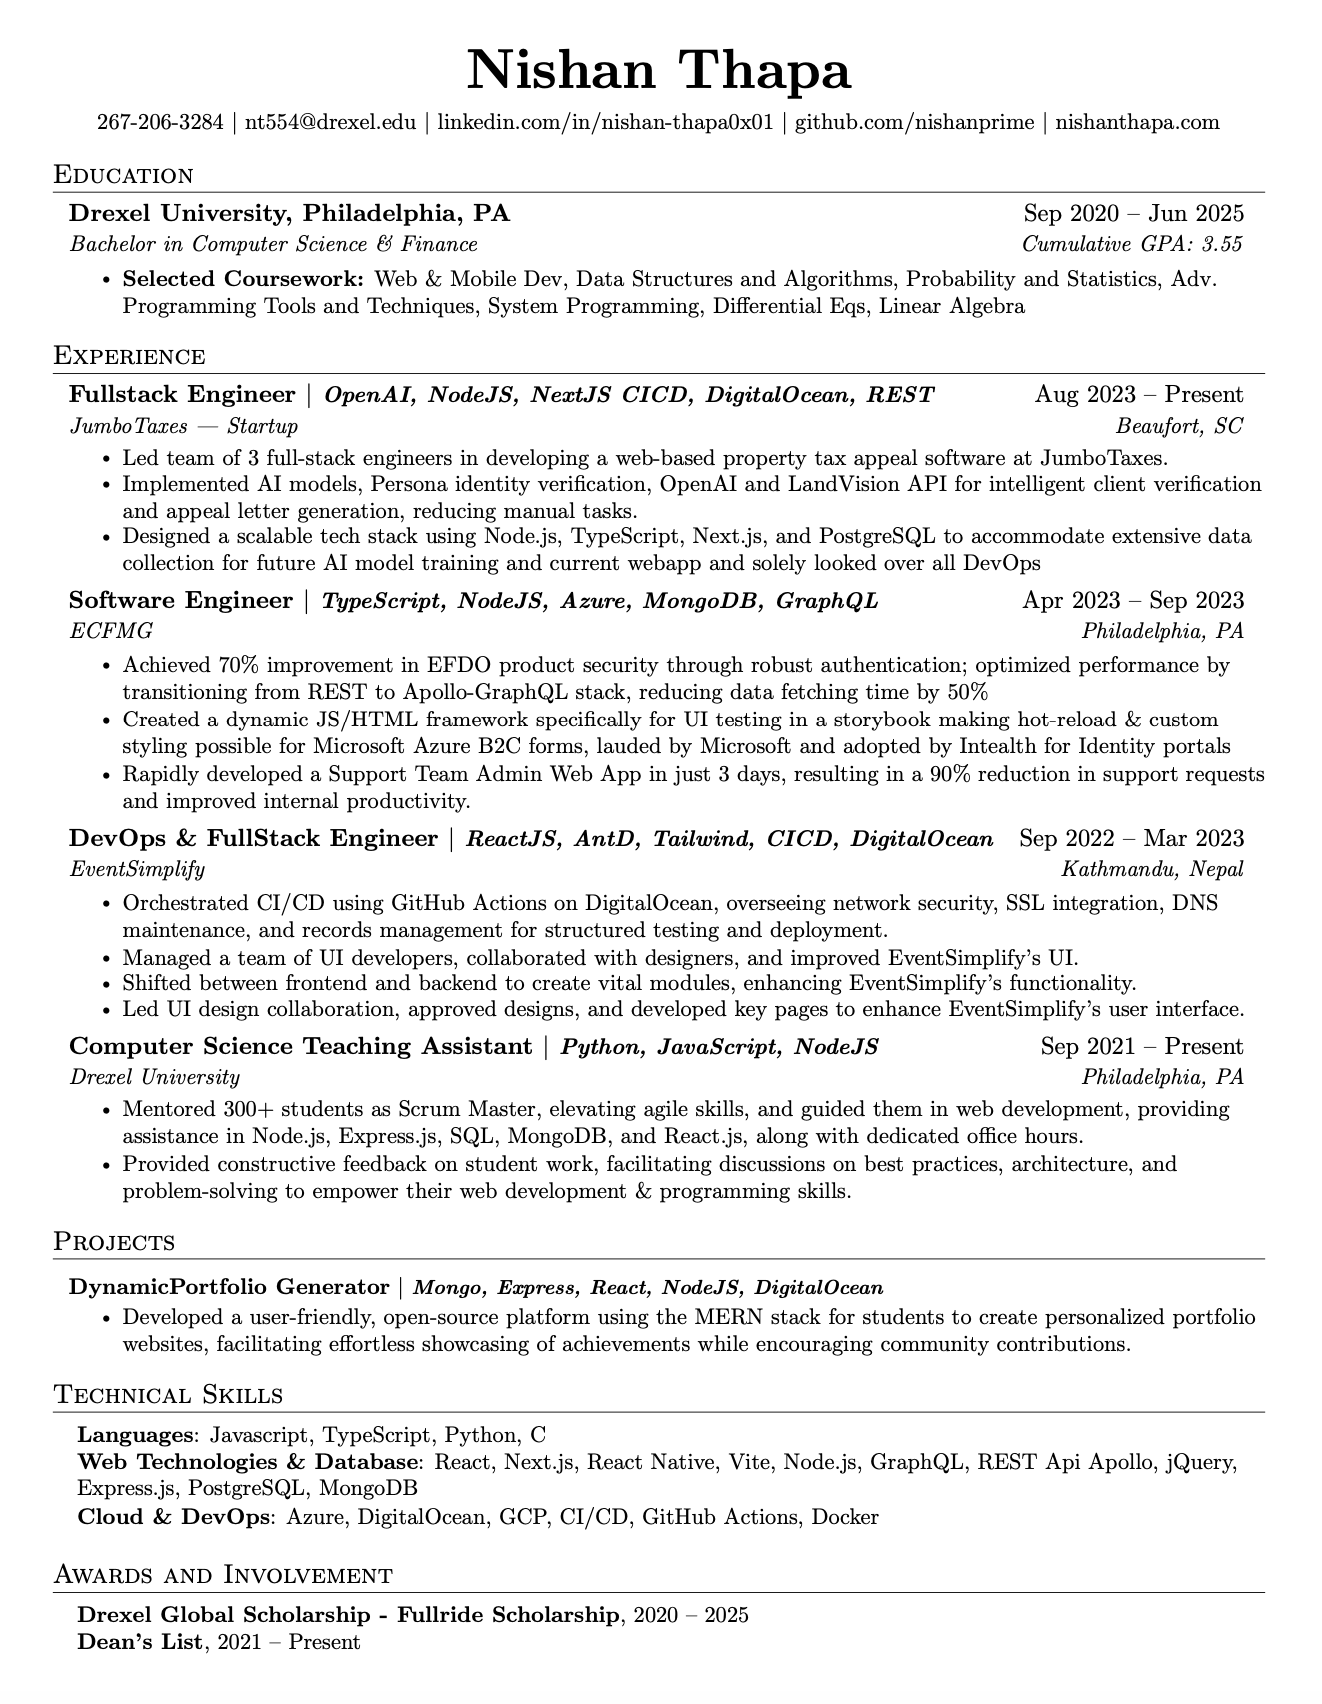 Nishan Thapa
267-206-3284 | nt554@drexel.edu | linkedin.com/in/nishan-thapa0x01 | github.com/nishanprime | nishanthapa.com
Education
Drexel University, Philadelphia, PA Sep 2020 – Jun 2025
Bachelor in Computer Science & Finance Cumulative GPA: 3.55
• Selected Coursework: Web & Mobile Dev, Data Structures and Algorithms, Probability and Statistics, Adv.
Programming Tools and Techniques, System Programming, Differential Eqs, Linear Algebra
Experience
Fullstack Engineer | OpenAI, NodeJS, NextJS CICD, DigitalOcean, REST Aug 2023 – Present
JumboTaxes — Startup Beaufort, SC
• Led team of 3 full-stack engineers in developing a web-based property tax appeal software at JumboTaxes.
• Implemented AI models, Persona identity verification, OpenAI and LandVision API for intelligent client verification
and appeal letter generation, reducing manual tasks.
• Designed a scalable tech stack using Node.js, TypeScript, Next.js, and PostgreSQL to accommodate extensive data
collection for future AI model training and current webapp and solely looked over all DevOps
Software Engineer | TypeScript, NodeJS, Azure, MongoDB, GraphQL Apr 2023 – Sep 2023
ECFMG Philadelphia, PA
• Achieved 70% improvement in EFDO product security through robust authentication; optimized performance by
transitioning from REST to Apollo-GraphQL stack, reducing data fetching time by 50%
• Created a dynamic JS/HTML framework specifically for UI testing in a storybook making hot-reload & custom
styling possible for Microsoft Azure B2C forms, lauded by Microsoft and adopted by Intealth for Identity portals
• Rapidly developed a Support Team Admin Web App in just 3 days, resulting in a 90% reduction in support requests
and improved internal productivity.
DevOps & FullStack Engineer | ReactJS, AntD, Tailwind, CICD, DigitalOcean Sep 2022 – Mar 2023
EventSimplify Kathmandu, Nepal
• Orchestrated CI/CD using GitHub Actions on DigitalOcean, overseeing network security, SSL integration, DNS
maintenance, and records management for structured testing and deployment.
• Managed a team of UI developers, collaborated with designers, and improved EventSimplify's UI.
• Shifted between frontend and backend to create vital modules, enhancing EventSimplify's functionality.
• Led UI design collaboration, approved designs, and developed key pages to enhance EventSimplify's user interface.
Computer Science Teaching Assistant | Python, JavaScript, NodeJS Sep 2021 – Present
Drexel University Philadelphia, PA
• Mentored 300+ students as Scrum Master, elevating agile skills, and guided them in web development, providing
assistance in Node.js, Express.js, SQL, MongoDB, and React.js, along with dedicated office hours.
• Provided constructive feedback on student work, facilitating discussions on best practices, architecture, and
problem-solving to empower their web development & programming skills.
Projects
DynamicPortfolio Generator | Mongo, Express, React, NodeJS, DigitalOcean
• Developed a user-friendly, open-source platform using the MERN stack for students to create personalized portfolio
websites, facilitating effortless showcasing of achievements while encouraging community contributions.
Technical Skills
Languages: Javascript, TypeScript, Python, C
Web Technologies & Database: React, Next.js, React Native, Vite, Node.js, GraphQL, REST Api Apollo, jQuery,
Express.js, PostgreSQL, MongoDB
Cloud & DevOps: Azure, DigitalOcean, GCP, CI/CD, GitHub Actions, Docker
Awards and Involvement
Drexel Global Scholarship - Fullride Scholarship, 2020 – 2025
Dean's List, 2021 – Present